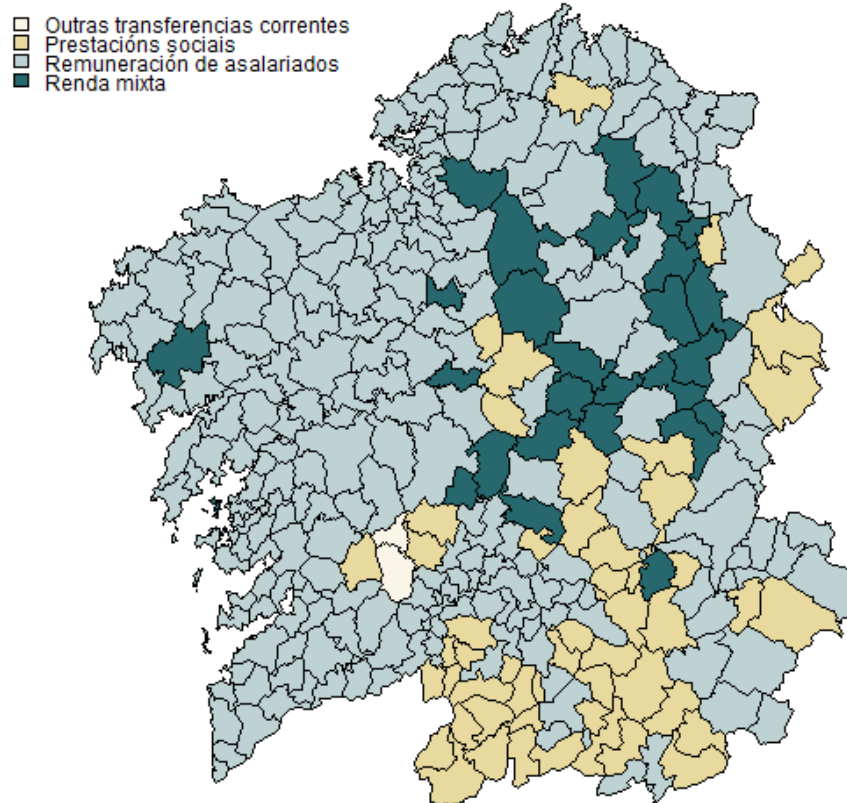 Outras transferencias correntes
Prestacións sociais
Remuneración de asalariados
Renda mixta